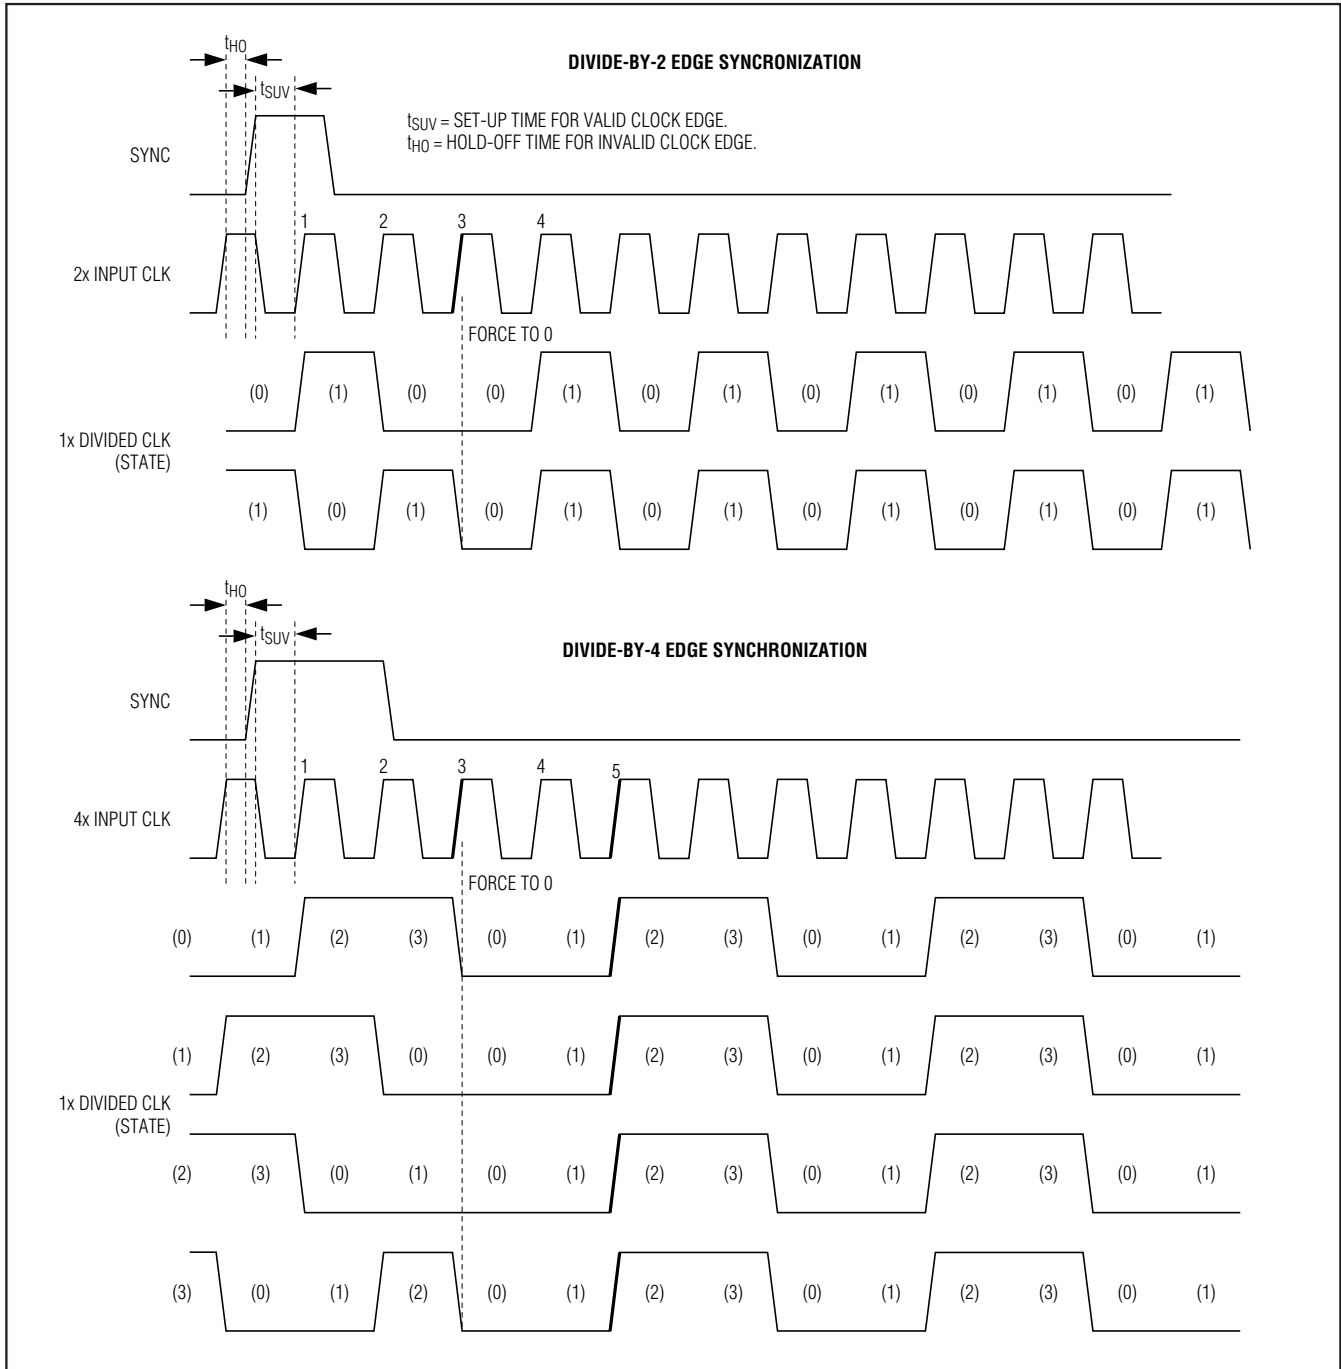 tHO
DIVIDE-BY-2 EDGE SYNCRONIZATION
tSUV
tSUV = SET-UP TIME FOR VALID CLOCK EDGE.
tHO = HOLD-OFF TIME FOR INVALID CLOCK EDGE.
SYNC
1 2 3 4
2x INPUT CLK
FORCE TO 0
(0) (1) (0) (0) (1) (0) (1) (0) (1) (0) (1) (0) (1)
1x DIVIDED CLK
(STATE)
(1) (0) (1) (0) (1) (0) (1) (0) (1) (0) (1) (0) (1)
tHO
tSUV
DIVIDE-BY-4 EDGE SYNCHRONIZATION
SYNC
1 2 3 4 5
4x INPUT CLK
FORCE TO 0
(0) (1) (2) (3) (0) (1) (2) (3) (0) (1) (2) (3) (0) (1)
(1) (2) (3) (0) (0) (1) (2) (3) (0) (1) (2) (3) (0) (1)
1x DIVIDED CLK
(STATE)
(2) (3) (0) (1) (0) (1) (2) (3) (0) (1) (2) (3) (0) (1)
(3) (0) (1) (2) (0) (1) (2) (3) (0) (1) (2) (3) (0) (1)